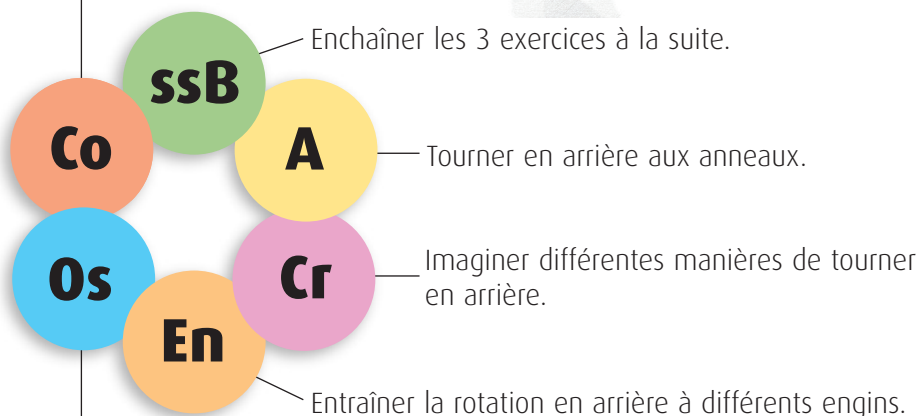 ssB
Enchaîner les 3 exercices à la suite.
Co
A
Tourner en arrière aux anneaux.
Os
Cr
Imaginer différentes manières de tourner
en arrière.
En
Entraîner la rotation en arrière à différents engins.